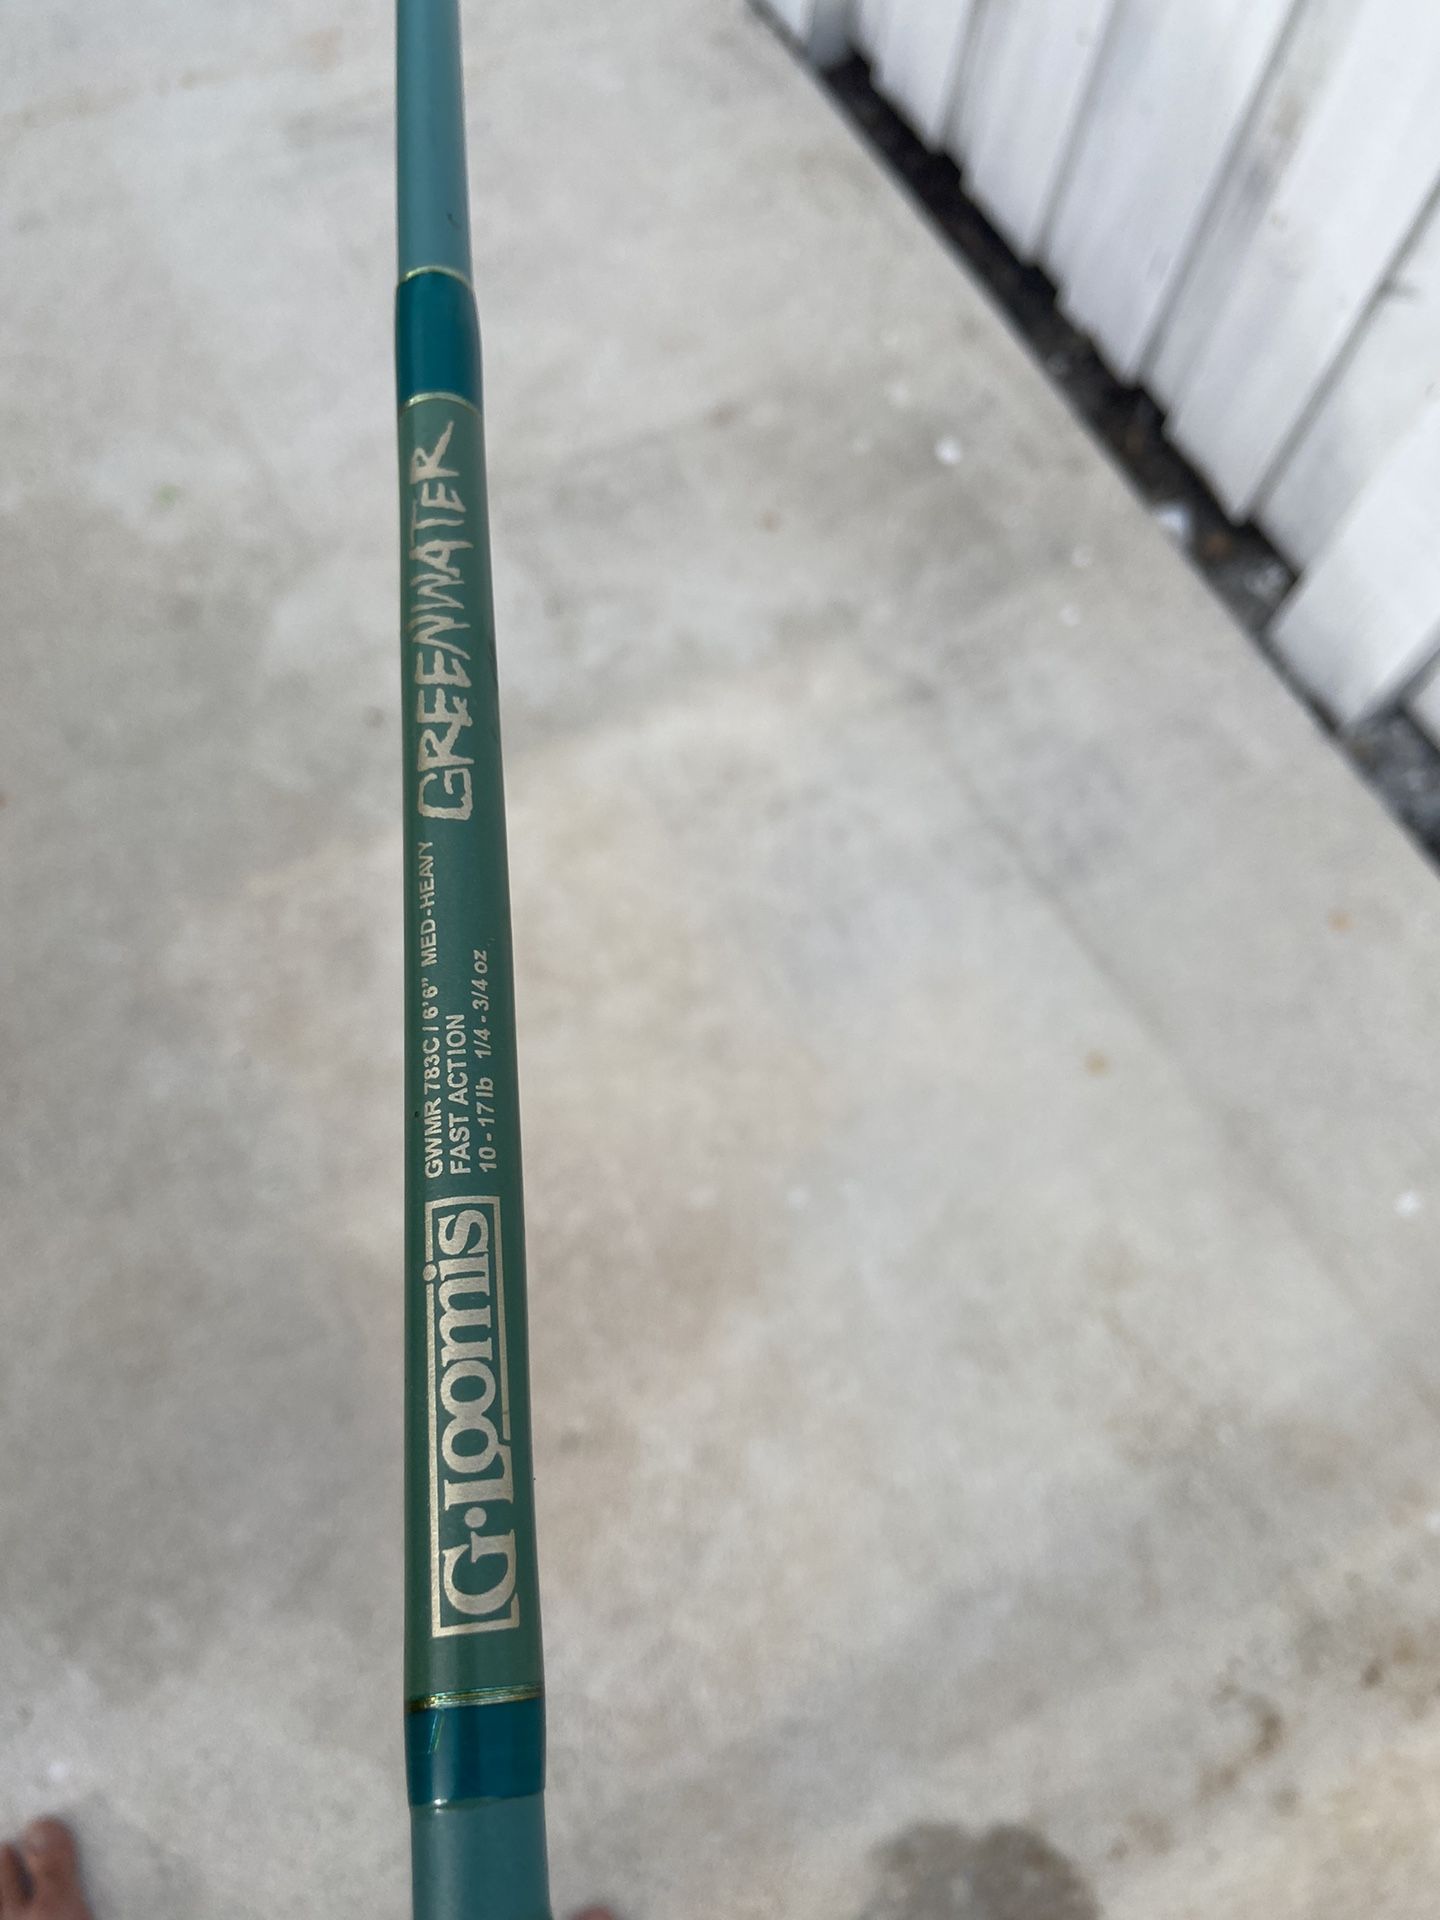 G·Loomis
GWMR 783C / 6'6" MED-HEAVY
FAST ACTION
10 - 17 lb 1/4 - 3/4 oz
GREENWATER